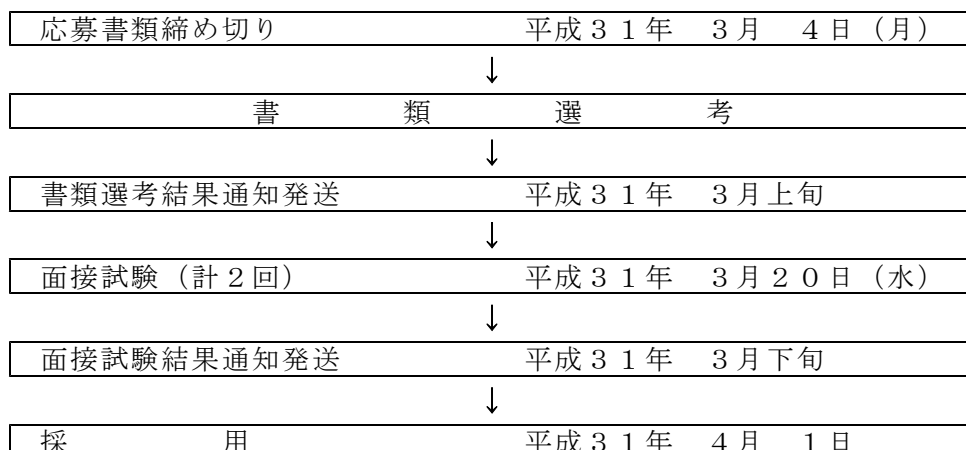 応募書類締め切り　平成３１年　３月　４日（月）
↓
書　類　選　考
↓
書類選考結果通知発送　平成３１年　３月上旬
↓
面接試験（計２回）　平成３１年　３月２０日（水）
↓
面接試験結果通知発送　平成３１年　３月下旬
↓
採　用　平成３１年　４月　１日